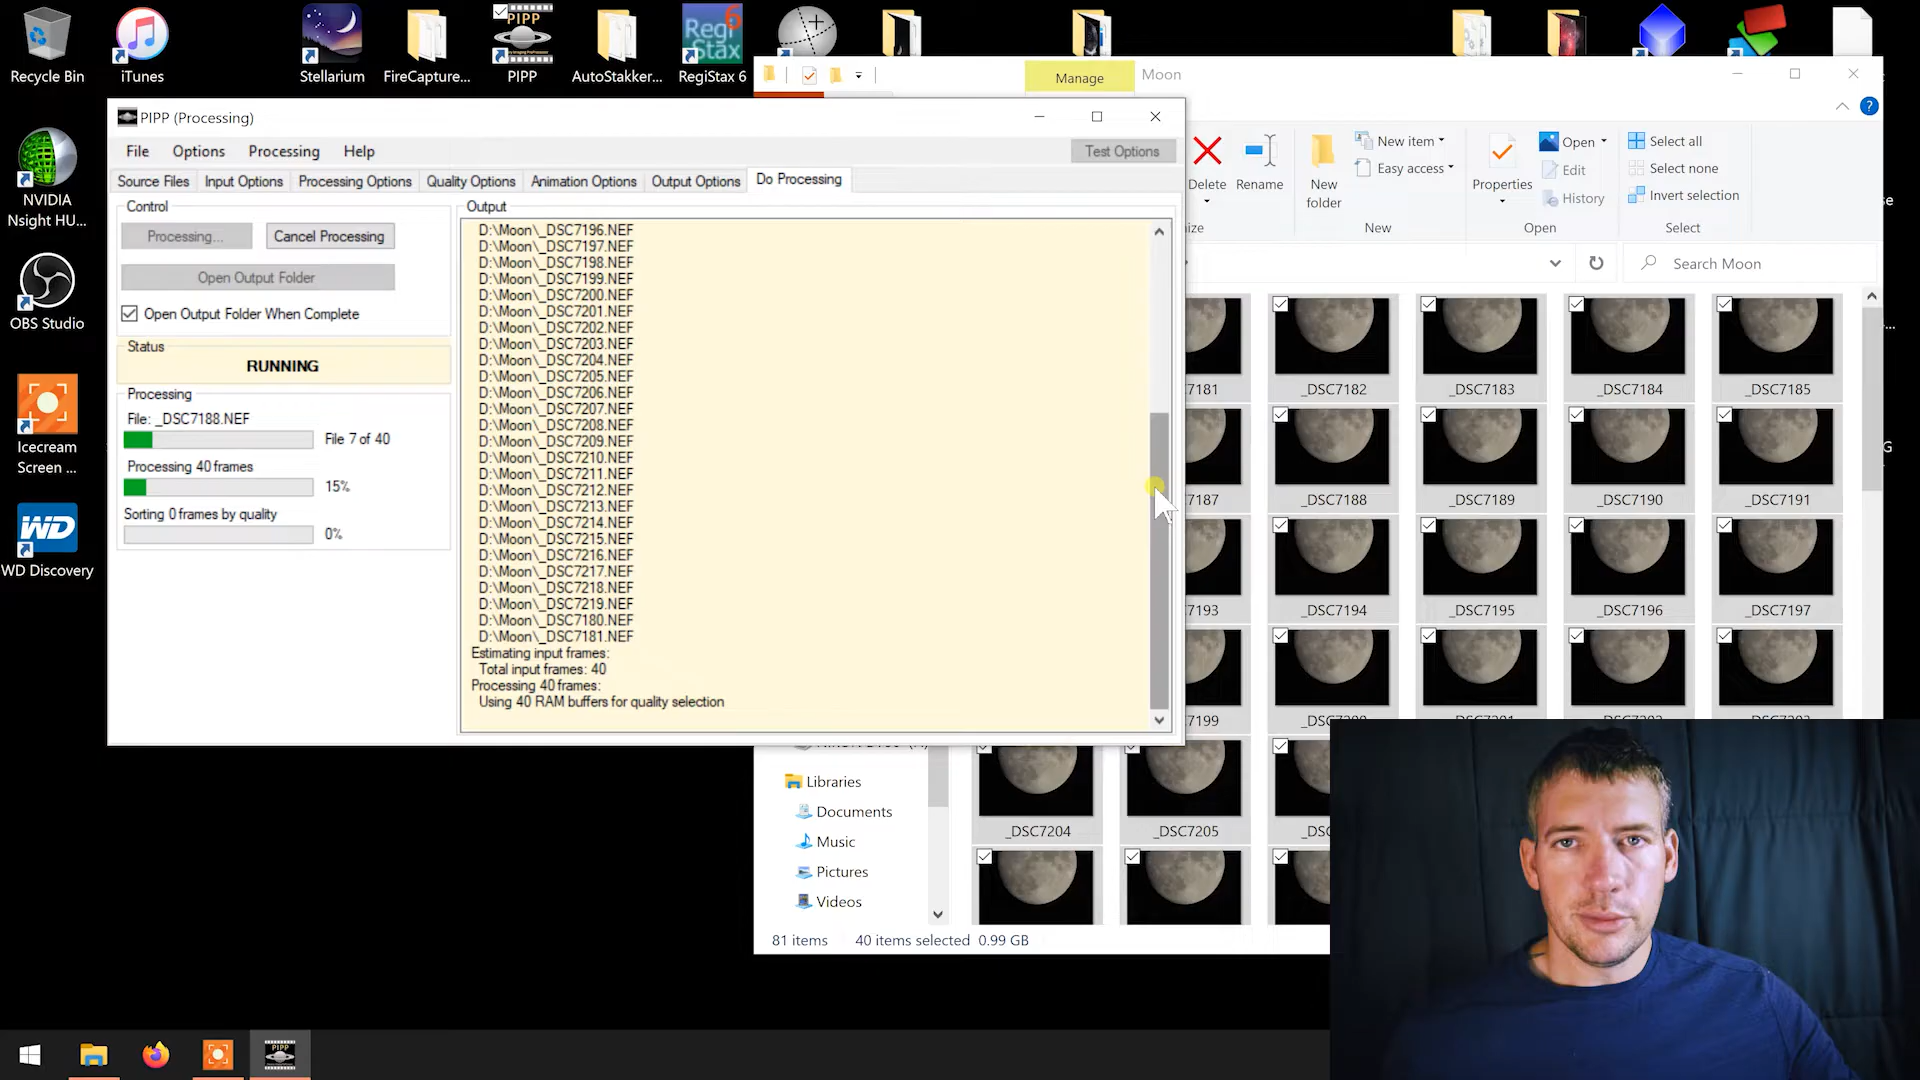 Recycle Bin
iTunes
Stellarium
FireCapture...
PIPP
PIPP
AutoStakker...
Regi
Stax
6
RegiStax 6
NVIDIA
Nsight HU...
OBS Studio
Icecream
Screen ...
WD
WD Discovery
PIPP (Processing)
File
Options
Processing
Help
Test Options
Source Files
Input Options
Processing Options
Quality Options
Animation Options
Output Options
Do Processing
Control
Processing...
Cancel Processing
Open Output Folder
Open Output Folder When Complete
Status
RUNNING
Processing
File: _DSC7188.NEF
File 7 of 40
Processing 40 frames
15%
Sorting 0 frames by quality
0%
Output
D:\Moon\_DSC7196.NEF
D:\Moon\_DSC7197.NEF
D:\Moon\_DSC7198.NEF
D:\Moon\_DSC7199.NEF
D:\Moon\_DSC7200.NEF
D:\Moon\_DSC7201.NEF
D:\Moon\_DSC7202.NEF
D:\Moon\_DSC7203.NEF
D:\Moon\_DSC7204.NEF
D:\Moon\_DSC7205.NEF
D:\Moon\_DSC7206.NEF
D:\Moon\_DSC7207.NEF
D:\Moon\_DSC7208.NEF
D:\Moon\_DSC7209.NEF
D:\Moon\_DSC7210.NEF
D:\Moon\_DSC7211.NEF
D:\Moon\_DSC7212.NEF
D:\Moon\_DSC7213.NEF
D:\Moon\_DSC7214.NEF
D:\Moon\_DSC7215.NEF
D:\Moon\_DSC7216.NEF
D:\Moon\_DSC7217.NEF
D:\Moon\_DSC7218.NEF
D:\Moon\_DSC7219.NEF
D:\Moon\_DSC7180.NEF
D:\Moon\_DSC7181.NEF
Estimating input frames:
Total input frames: 40
Processing 40 frames:
Using 40 RAM buffers for quality selection
Manage
Moon
Delete
Rename
New
folder
New item
Easy access
New
Properties
Open
Edit
History
Open
Select all
Select none
Invert selection
Select
Search Moon
7181
_DSC7182
_DSC7183
_DSC7184
_DSC7185
7187
_DSC7188
_DSC7189
_DSC7190
_DSC7191
7193
_DSC7194
_DSC7195
_DSC7196
_DSC7197
7199
Libraries
Documents
Music
Pictures
Videos
_DSC7204
_DSC7205
_DSC
81 items
40 items selected 0.99 GB
PIPP